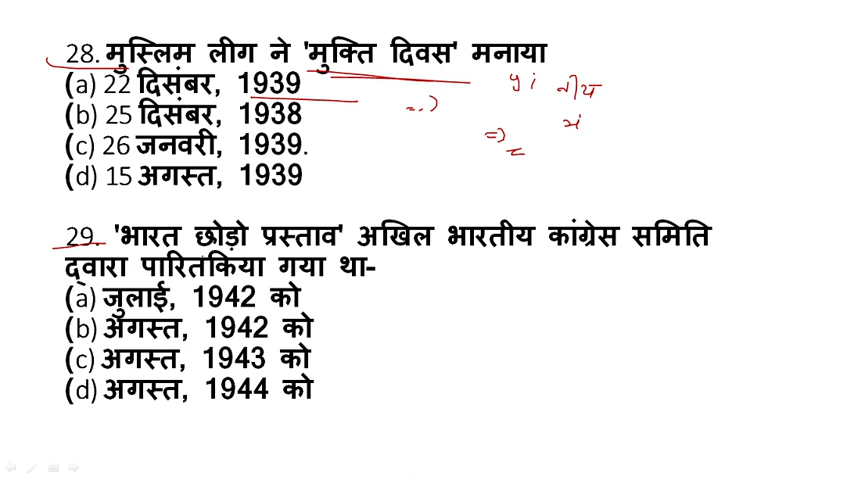 28. मुस्लिम लीग ने 'मुक्ति दिवस' मनाया
(a) 22 दिसंबर, 1939
(b) 25 दिसंबर, 1938
(c) 26 जनवरी, 1939.
(d) 15 अगस्त, 1939
29. 'भारत छोड़ो प्रस्ताव' अखिल भारतीय कांग्रेस समिति
द्वारा पारितकिया गया था-
(a) जुलाई, 1942 को
(b) अगस्त, 1942 को
(c) अगस्त, 1943 को
(d) अगस्त, 1944 को